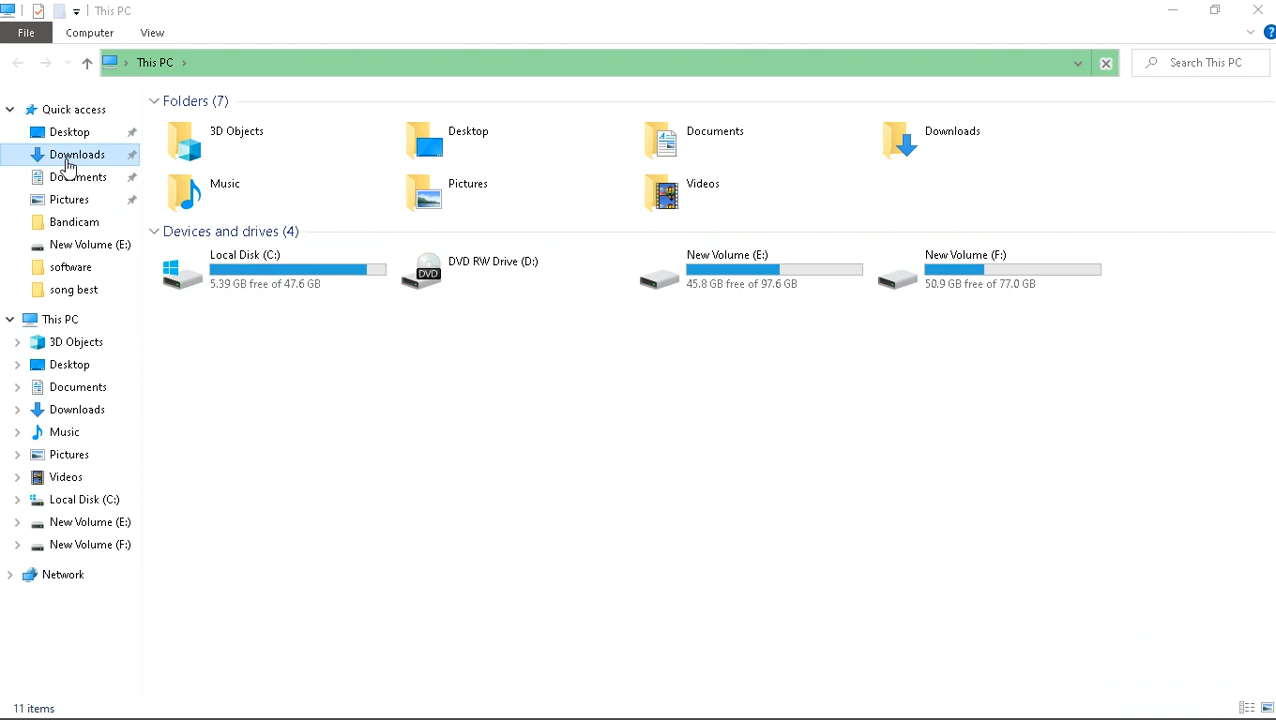 This PC
File Computer View
This PC
Search This PC
Quick access
Desktop
Downloads
Documents
Pictures
Bandicam
New Volume (E:)
software
song best
This PC
3D Objects
Desktop
Documents
Downloads
Music
Pictures
Videos
Local Disk (C:)
New Volume (E:)
New Volume (F:)
Network
Folders (7)
3D Objects
Desktop
Documents
Downloads
Music
Pictures
Videos
Devices and drives (4)
Local Disk (C:)
5.39 GB free of 47.6 GB
DVD RW Drive (D:)
DVD
New Volume (E:)
45.8 GB free of 97.6 GB
New Volume (F:)
50.9 GB free of 77.0 GB
11 items